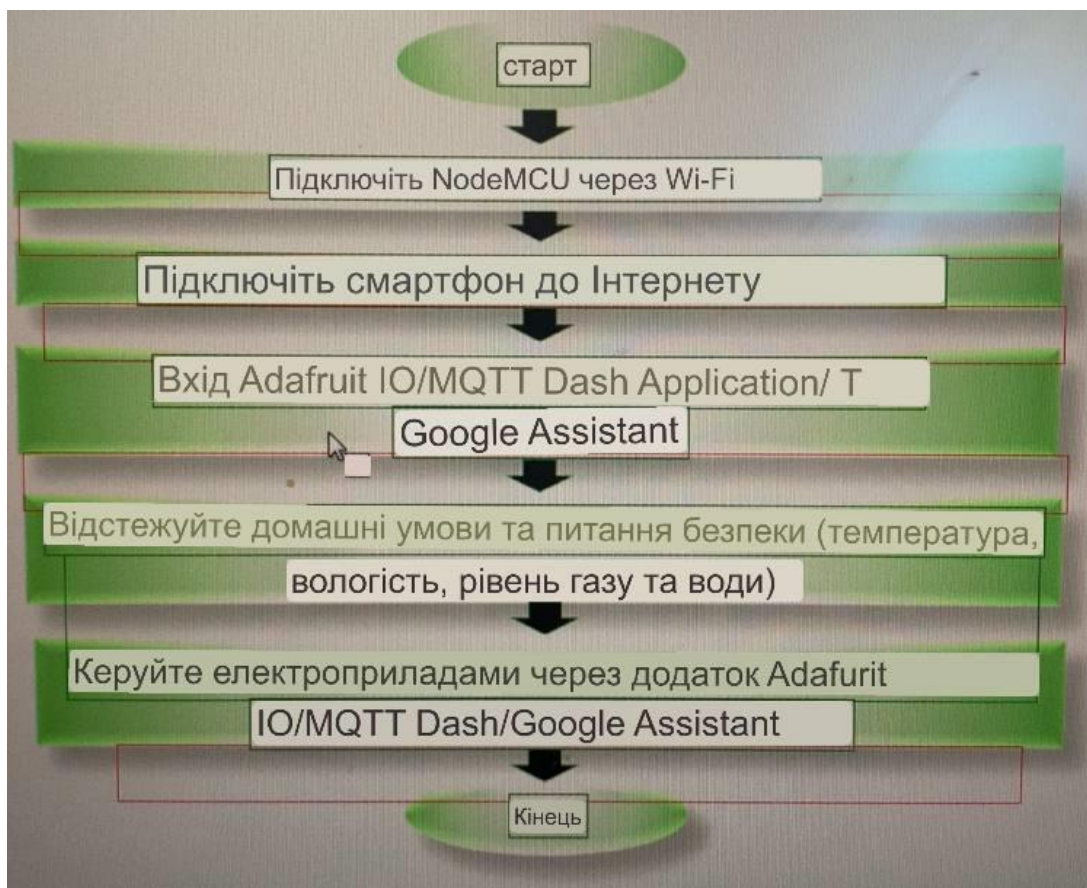 старт
Підключіть NodeMCU через Wi-Fi
Підключіть смартфон до Інтернету
Вхід Adafruit IO/MQTT Dash Application/ T
Google Assistant
Відстежуйте домашні умови та питання безпеки (температура,
вологість, рівень газу та води)
Керуйте електроприладами через додаток Adafurit
IO/MQTT Dash/Google Assistant
Кінець